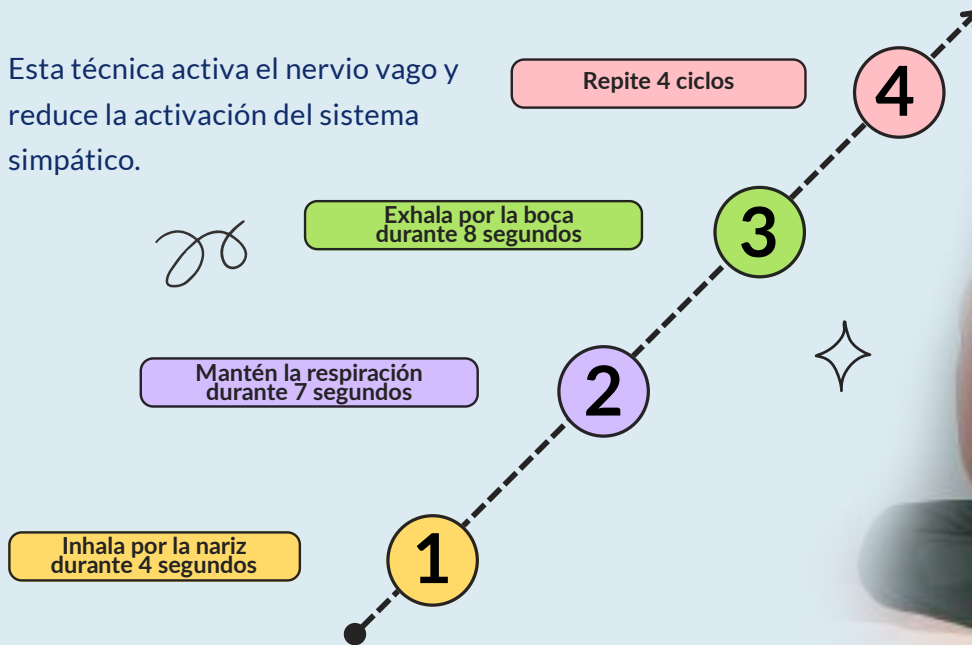 Esta técnica activa el nervio vago y
reduce la activación del sistema
simpático.
Repite 4 ciclos
4
Exhala por la boca
durante 8 segundos
3
Mantén la respiración
durante 7 segundos
2
Inhala por la nariz
durante 4 segundos
1